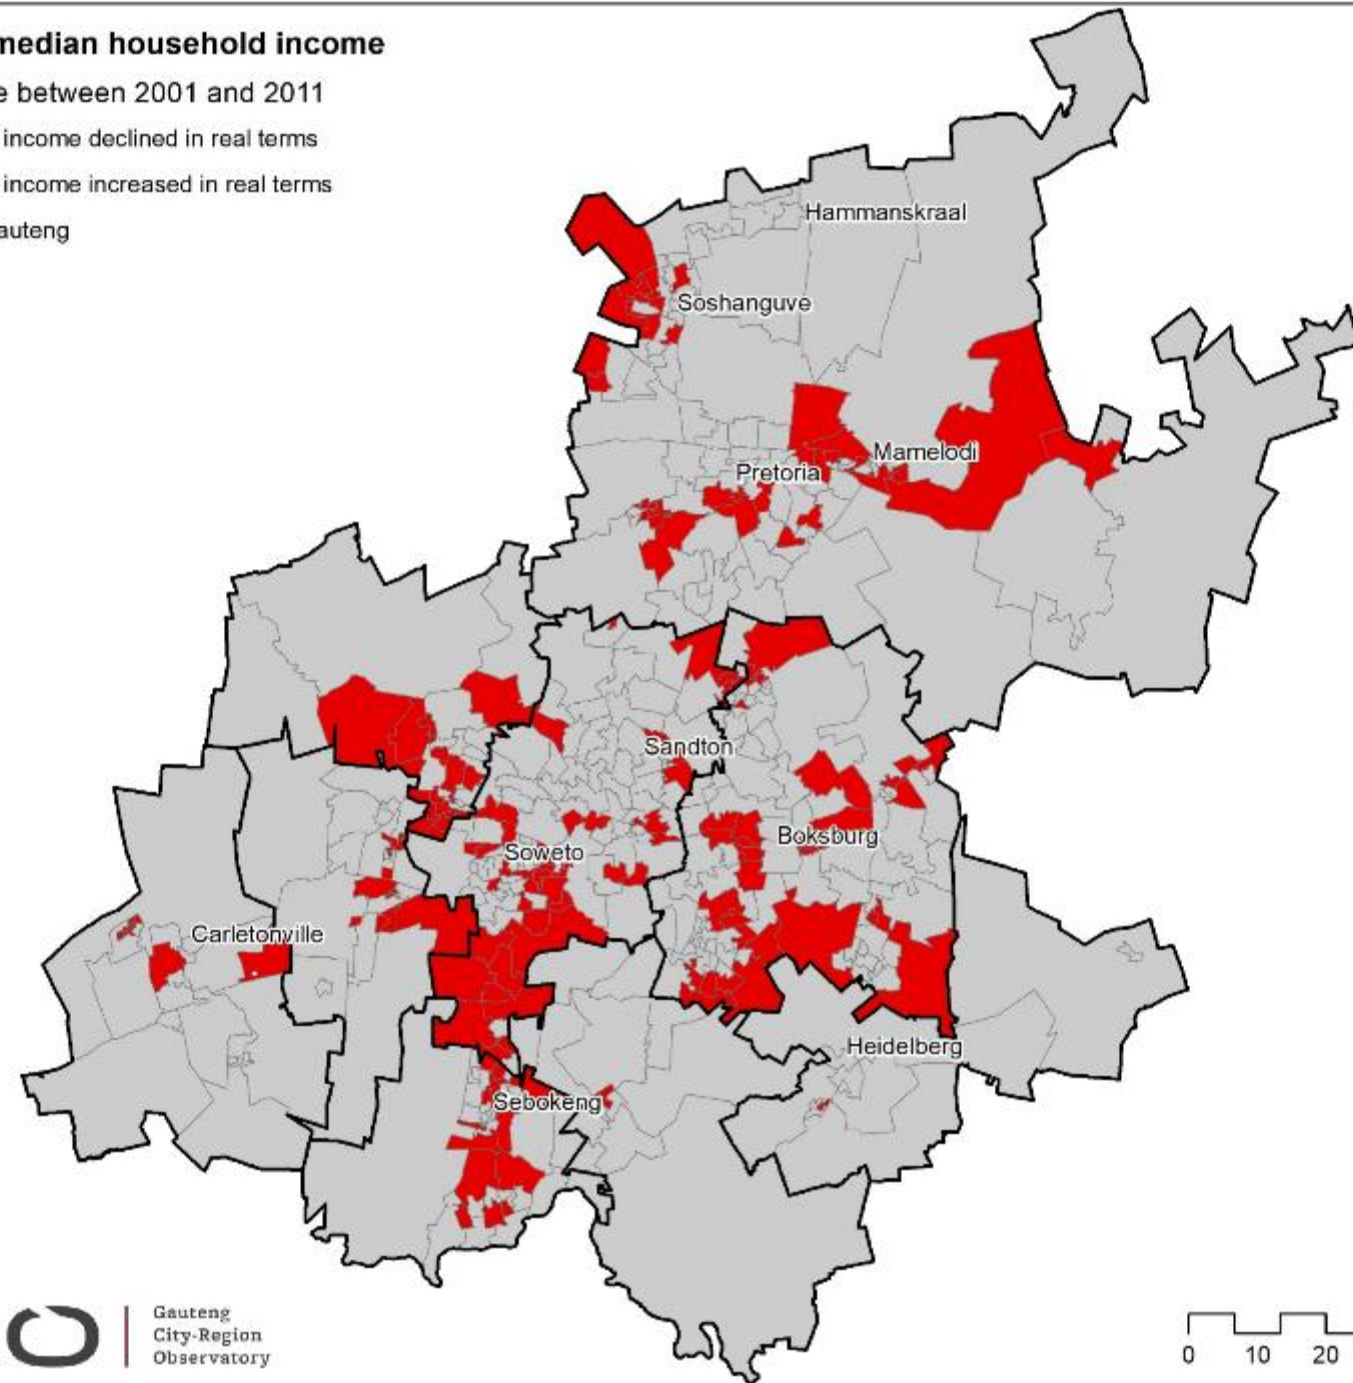 median household income
e between 2001 and 2011
income declined in real terms
income increased in real terms
auteng
Hammanskraal
Soshanguve
Mamelodi
Pretoria
Sandton
Boksburg
Soweto
Carletonville
Heidelberg
Sebokeng
Gauteng
City-Region
Observatory
0 10 20